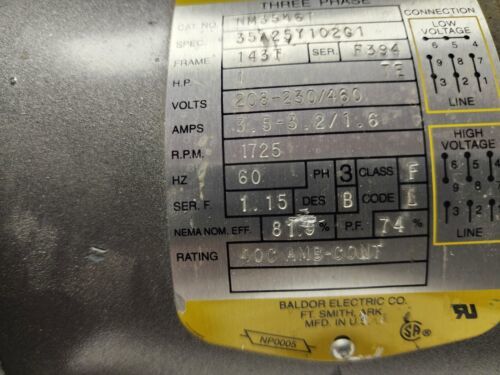 THREE PHASE
CAT.NO. NM3546T
SPEC. 35A25Y102G1
FRAME 143T SER. F394
H.P. 1 TE
VOLTS 208-230/460
AMPS 3.5-3.2/1.6
R.P.M. 1725
HZ 60 PH 3 CLASS F
SER. F. 1.15 DES B CODE L
NEMA NOM. EFF. % P.F. 74 %
RATING 40C AMB-CONT
BALDOR ELECTRIC CO.
FT. SMITH, ARK.
MFD. IN U.S.
NP0005
CONNECTION
LOW
VOLTAGE
6 5 4
9 7
3 2 1
LINE
HIGH
VOLTAGE
6 5
9 8
3 2 1
LINE